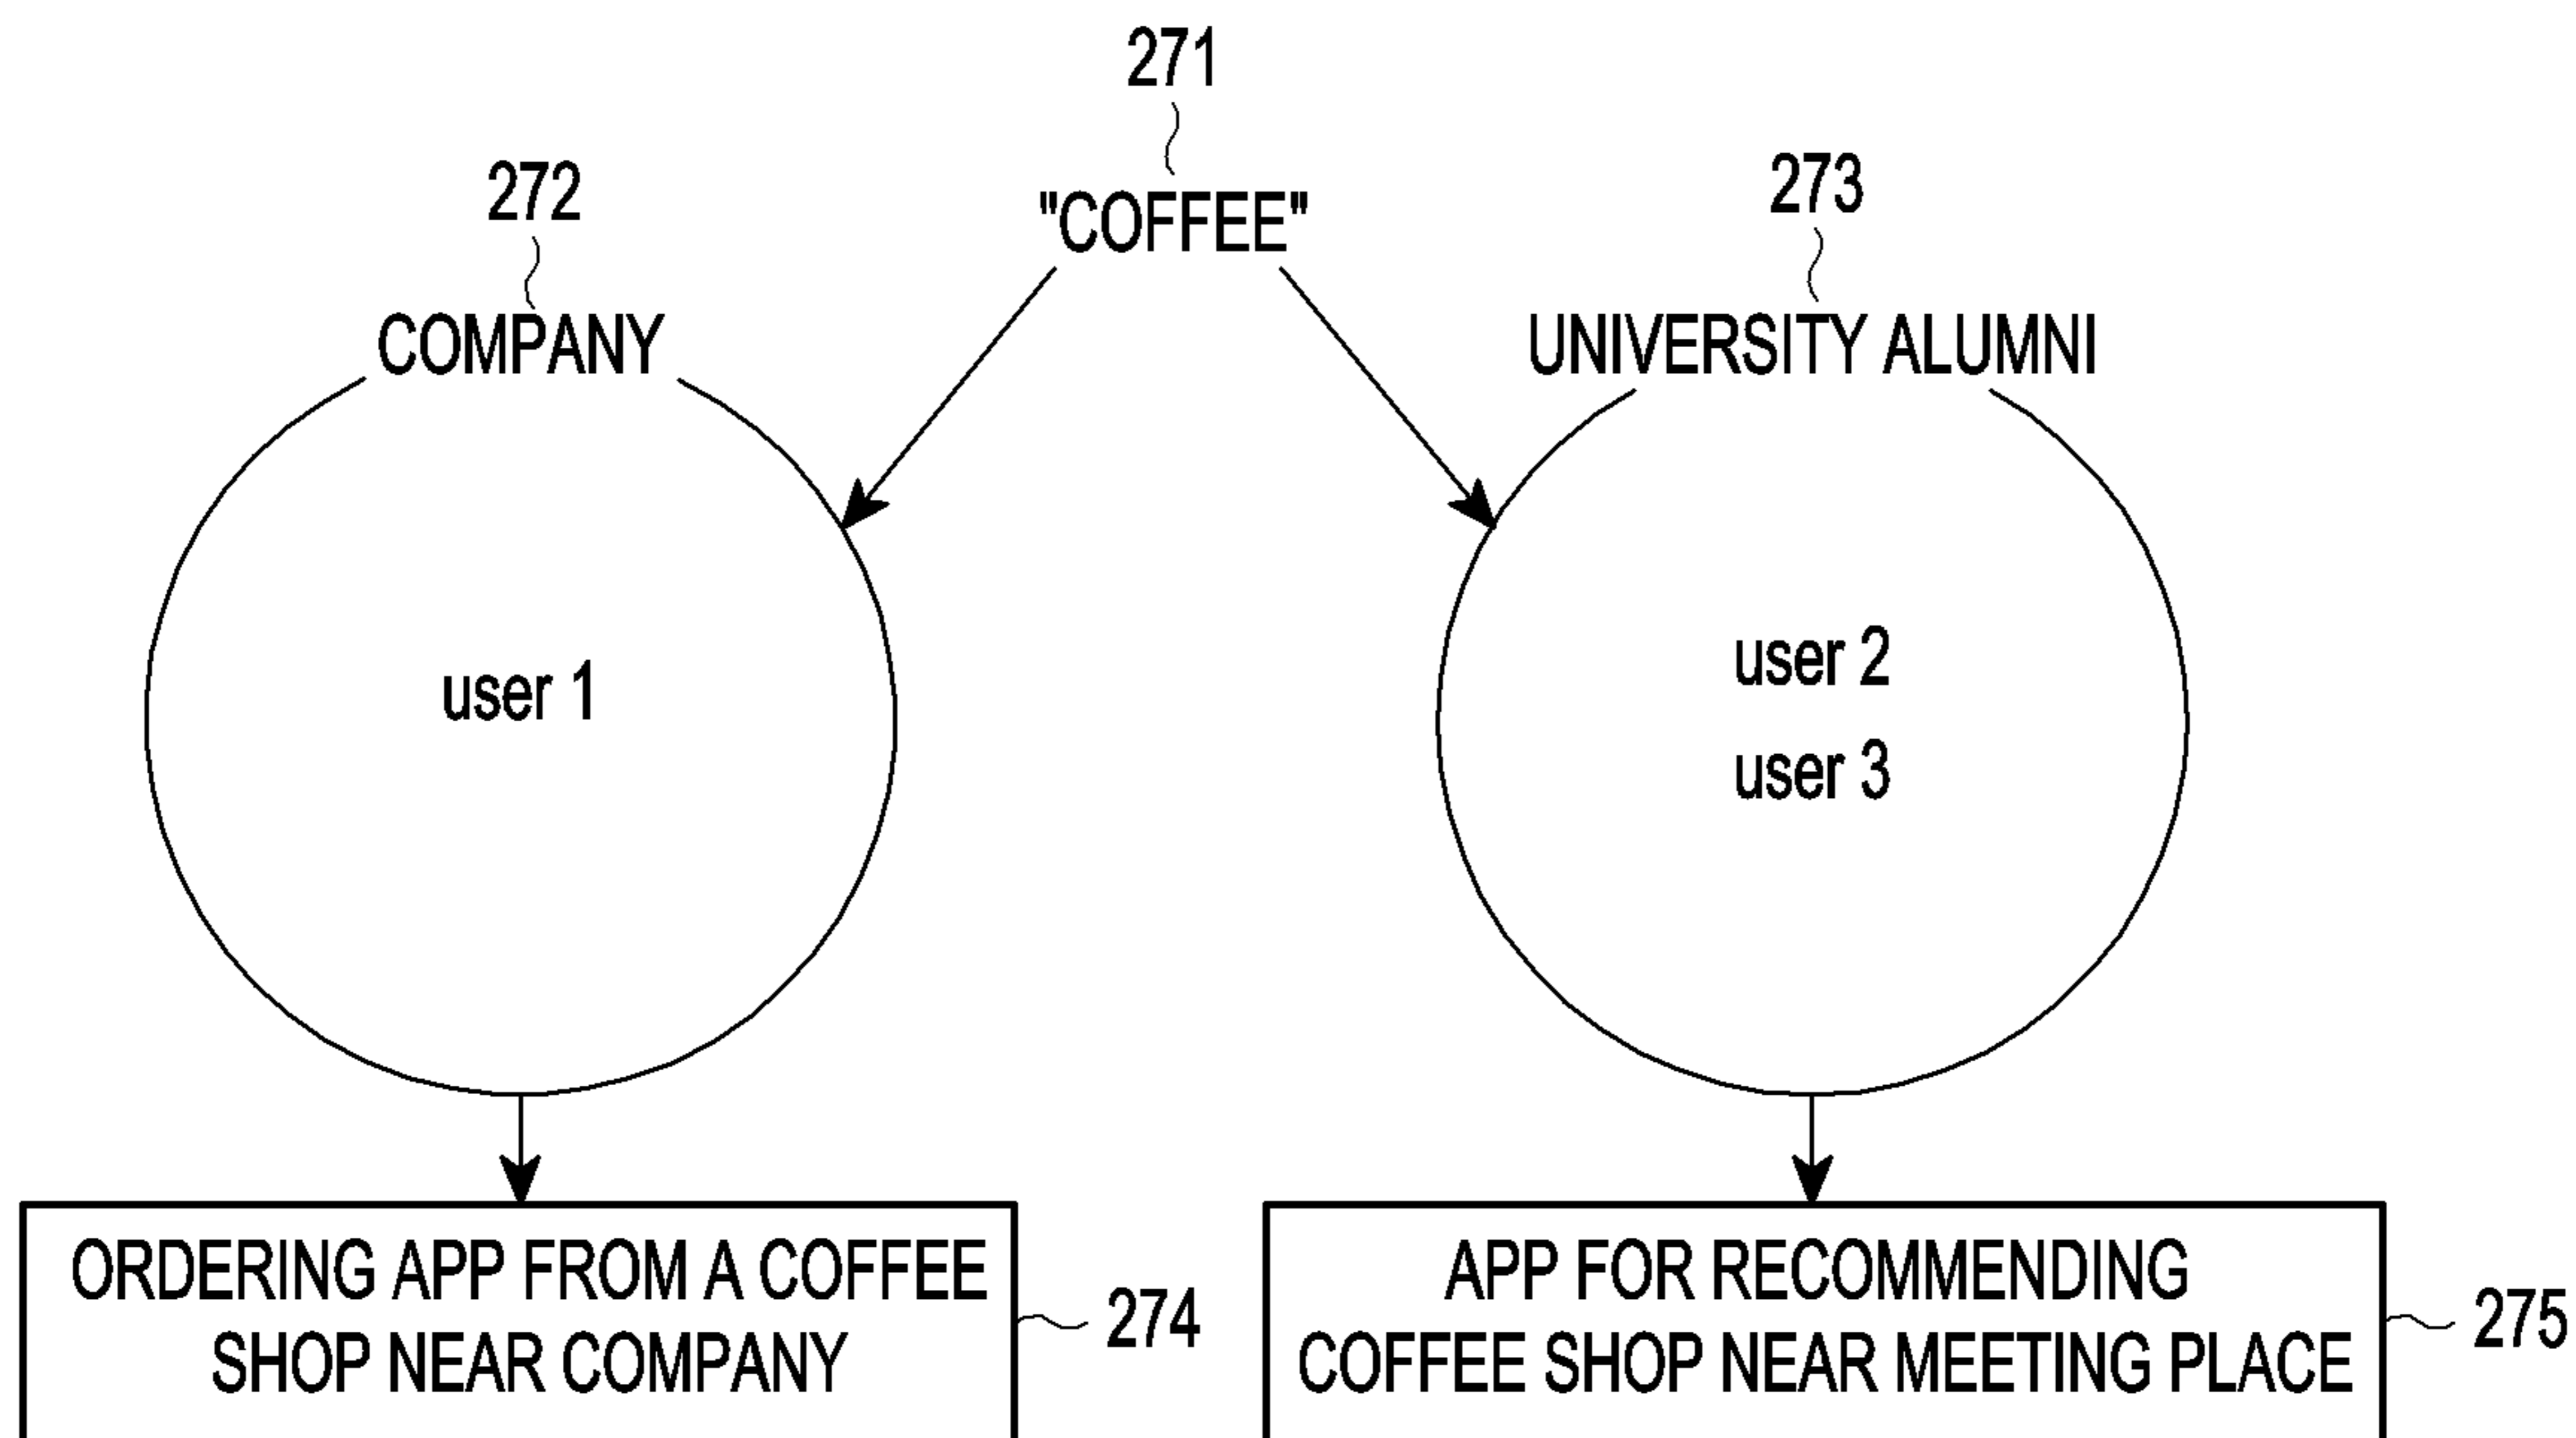 271
272
"COFFEE"
273
COMPANY
UNIVERSITY ALUMNI
user 1
user 2
user 3
ORDERING APP FROM A COFFEE
SHOP NEAR COMPANY
274
APP FOR RECOMMENDING
COFFEE SHOP NEAR MEETING PLACE
275